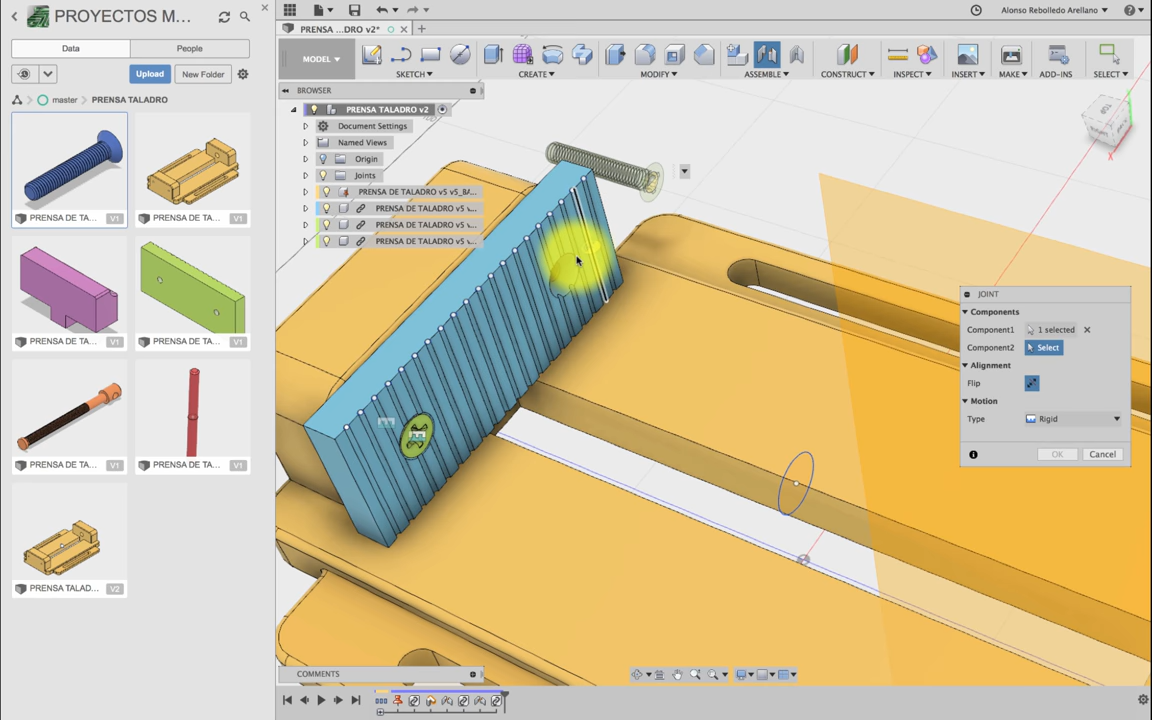 PROYECTOS M...
Data
People
Upload
New Folder
master
PRENSA TALADRO
PRENSA DE TA...
V1
PRENSA DE TA...
V1
PRENSA DE TA...
V1
PRENSA DE TA...
V1
PRENSA DE TA...
V1
PRENSA DE TA...
V1
PRENSA TALAD...
V2
PRENSA ...DRO v2*
Alonso Rebolledo Arellano
MODEL
SKETCH
CREATE
MODIFY
ASSEMBLE
CONSTRUCT
INSPECT
INSERT
MAKE
ADD-INS
SELECT
BROWSER
PRENSA TALADRO v2
Document Settings
Named Views
Origin
Joints
PRENSA DE TALADRO v5 v5_BA...
PRENSA DE TALADRO v5 v...
PRENSA DE TALADRO v5 v...
PRENSA DE TALADRO v5 v...
TOP
JOINT
Components
Component1
1 selected
Component2
Select
Alignment
Flip
Motion
Type
Rigid
OK
Cancel
COMMENTS